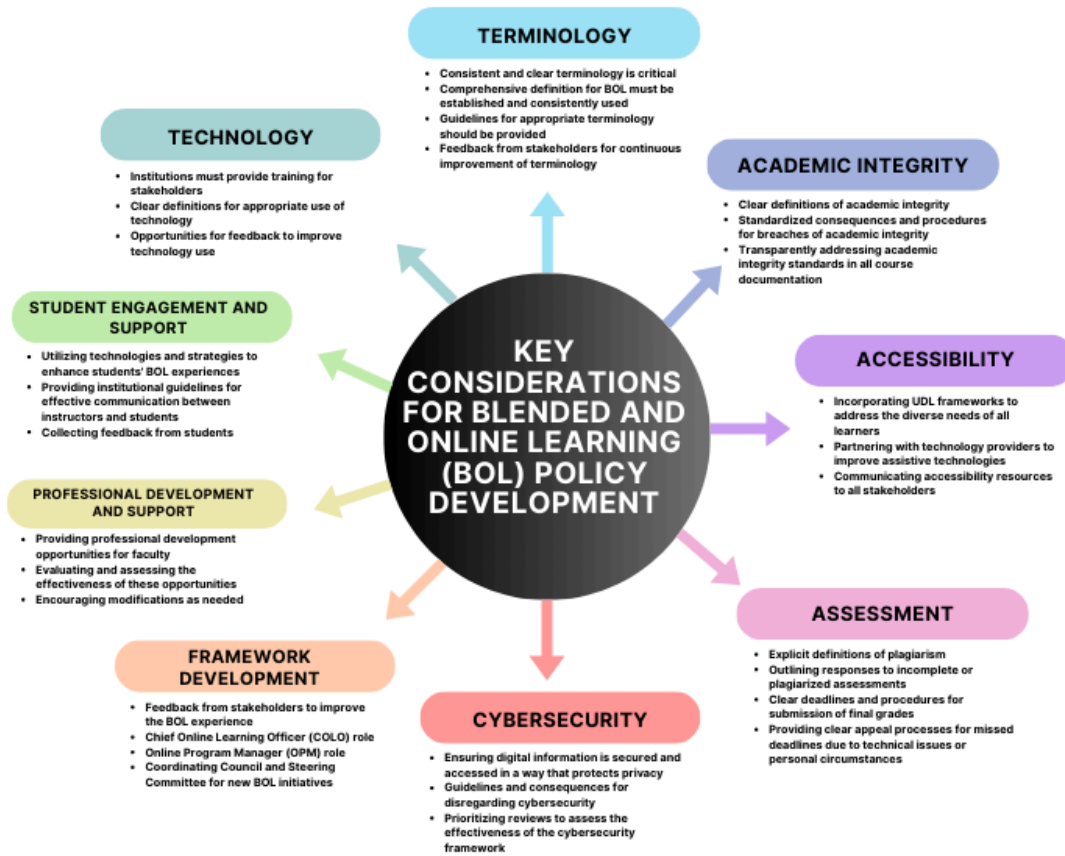 TERMINOLOGY
• Consistent and clear terminology is critical
• Comprehensive definition for BOL must be
established and consistently used
• Guidelines for appropriate terminology
should be provided
• Feedback from stakeholders for continuous
improvement of terminology
ACADEMIC INTEGRITY
• Clear definitions of academic integrity
• Standardized consequences and procedures
for breaches of academic integrity
• Transparently addressing academic
integrity standards in all course
documentation
ACCESSIBILITY
• Incorporating UDL frameworks to
address the diverse needs of all
learners
• Partnering with technology providers to
improve assistive technologies
• Communicating accessibility resources
to all stakeholders
ASSESSMENT
• Explicit definitions of plagiarism
• Outlining responses to incomplete or
plagiarized assessments
• Clear deadlines and procedures for
submission of final grades
• Providing clear appeal processes for missed
deadlines due to technical issues or
personal circumstances
CYBERSECURITY
• Ensuring digital information is secured and
accessed in a way that protects privacy
• Guidelines and consequences for
disregarding cybersecurity
• Prioritizing reviews to assess the
effectiveness of the cybersecurity
framework
FRAMEWORK
DEVELOPMENT
• Feedback from stakeholders to improve
the BOL experience
• Chief Online Learning Officer (COLO) role
• Online Program Manager (OPM) role
• Coordinating Council and Steering
Committee for new BOL initiatives
PROFESSIONAL DEVELOPMENT
AND SUPPORT
• Providing professional development
opportunities for faculty
• Evaluating and assessing the
effectiveness of these opportunities
• Encouraging modifications as needed
STUDENT ENGAGEMENT AND
SUPPORT
• Utilizing technologies and strategies to
enhance students' BOL experiences
• Providing institutional guidelines for
effective communication between
instructors and students
• Collecting feedback from students
TECHNOLOGY
• Institutions must provide training for
stakeholders
• Clear definitions for appropriate use of
technology
• Opportunities for feedback to improve
technology use
KEY
CONSIDERATIONS
FOR BLENDED AND
ONLINE LEARNING
(BOL) POLICY
DEVELOPMENT